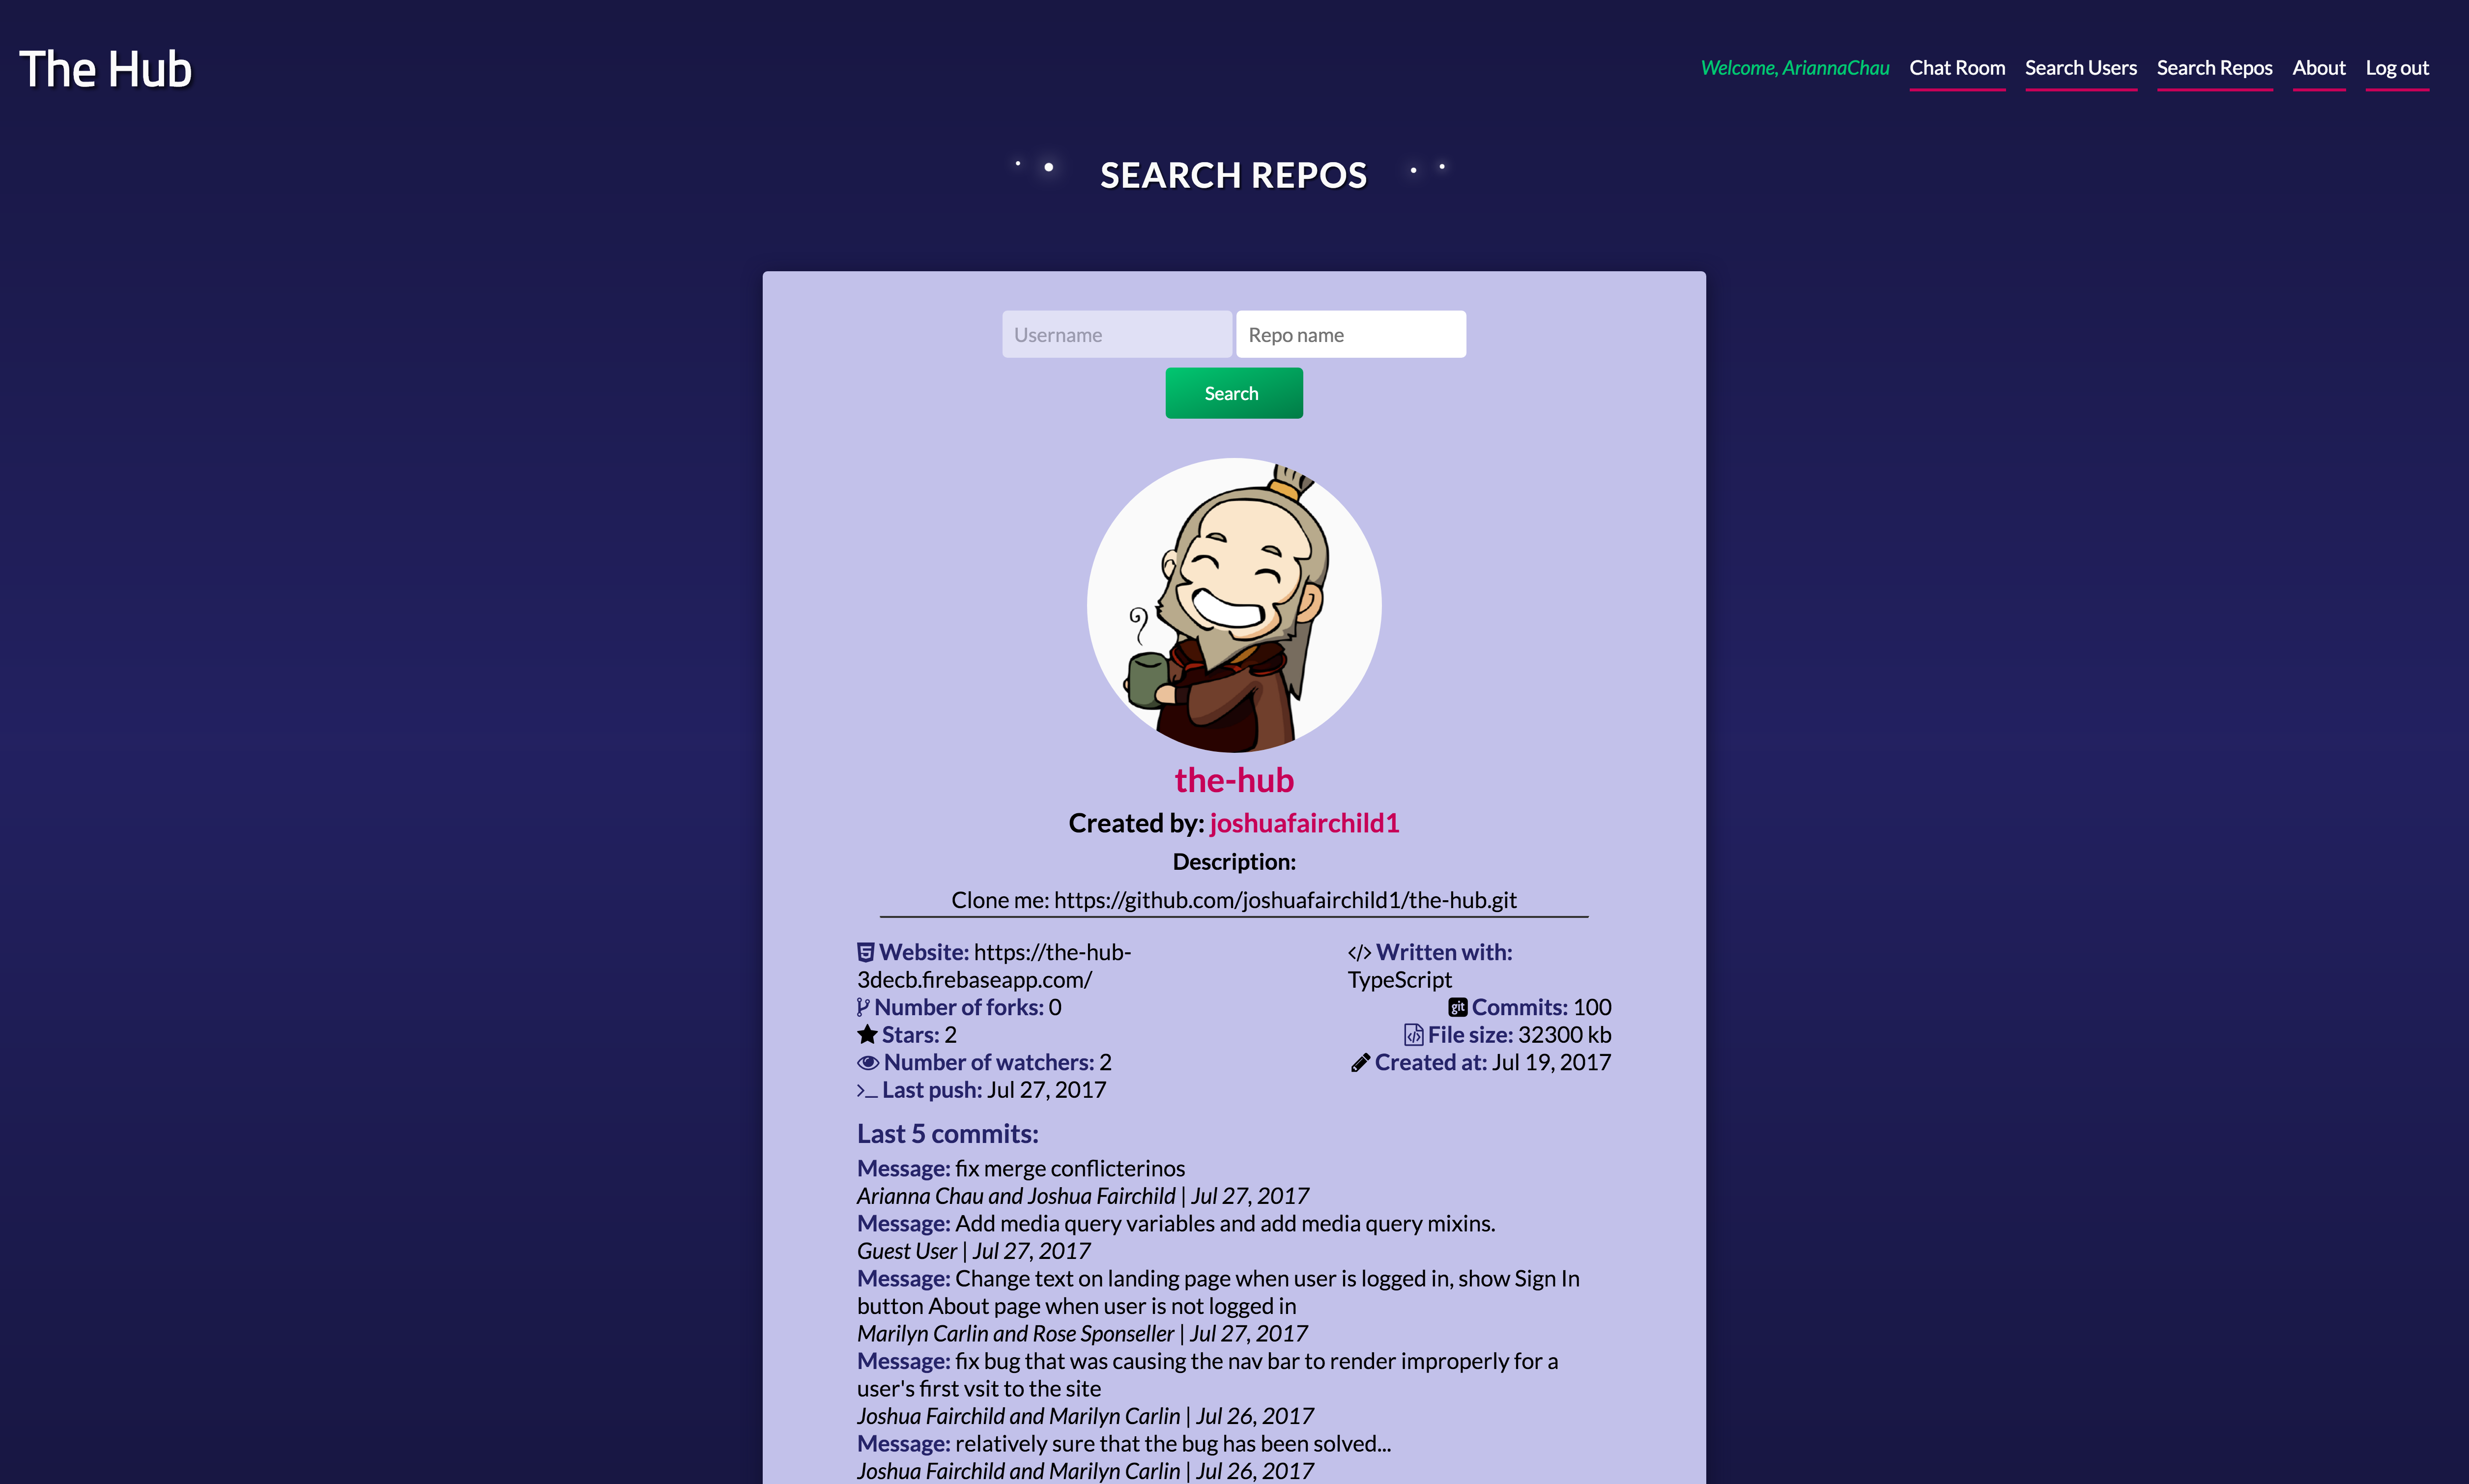 The Hub
Welcome, AriannaChau Chat Room Search Users Search Repos About Log out
SEARCH REPOS
Username Repo name
Search
the-hub
Created by: joshuafairchild1
Description:
Clone me: https://github.com/joshuafairchild1/the-hub.git
Website: https://the-hub-
3decb.firebaseapp.com/
Number of forks: 0
Stars: 2
Number of watchers: 2
Last push: Jul 27, 2017
</> Written with:
TypeScript
git Commits: 100
File size: 32300 kb
Created at: Jul 19, 2017
Last 5 commits:
Message: fix merge conflicterinos
Arianna Chau and Joshua Fairchild | Jul 27, 2017
Message: Add media query variables and add media query mixins.
Guest User | Jul 27, 2017
Message: Change text on landing page when user is logged in, show Sign In
button About page when user is not logged in
Marilyn Carlin and Rose Sponseller | Jul 27, 2017
Message: fix bug that was causing the nav bar to render improperly for a
user's first vsit to the site
Joshua Fairchild and Marilyn Carlin | Jul 26, 2017
Message: relatively sure that the bug has been solved...
Joshua Fairchild and Marilyn Carlin | Jul 26, 2017